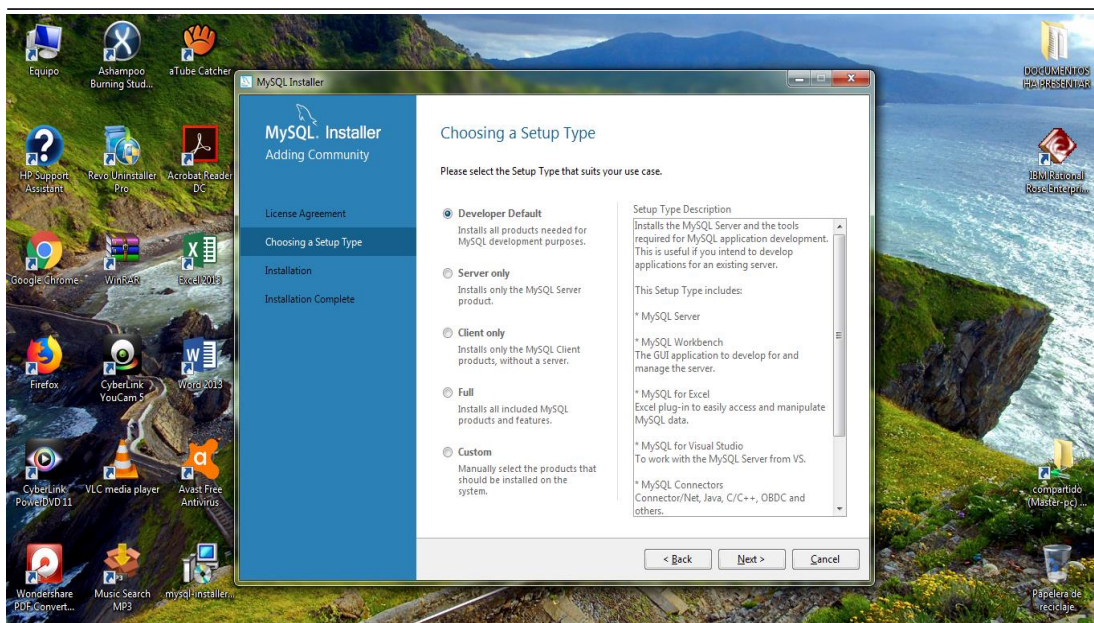 Equipo
Ashampoo
Burning Stud...
aTube Catcher
HP Support
Assistant
Revo Uninstaller
Pro
Acrobat Reader
DC
Google Chrome
WinRAR
Excel 2013
Firefox
CyberLink
YouCam 5
Word 2013
CyberLink
PowerDVD 11
VLC media player
Avast Free
Antivirus
Wondershare
PDF Convert...
Music Search
MP3
mysql-installer...
MySQL Installer
MySQL. Installer
Adding Community
License Agreement
Choosing a Setup Type
Installation
Installation Complete
Choosing a Setup Type
Please select the Setup Type that suits your use case.
Developer Default
Installs all products needed for
MySQL development purposes.
Server only
Installs only the MySQL Server
product.
Client only
Installs only the MySQL Client
products, without a server.
Full
Installs all included MySQL
products and features.
Custom
Manually select the products that
should be installed on the
system.
Setup Type Description
Installs the MySQL Server and the tools
required for MySQL application development.
This is useful if you intend to develop
applications for an existing server.
This Setup Type includes:
* MySQL Server
* MySQL Workbench
The GUI application to develop for and
manage the server.
* MySQL for Excel
Excel plug-in to easily access and manipulate
MySQL data.
* MySQL for Visual Studio
To work with the MySQL Server from VS.
* MySQL Connectors
Connector/Net, Java, C/C++, OBDC and
others.
< Back
Next >
Cancel
DOCUMENTOS
HA PRESENTAR
IBM Rational
Rose Enterpri...
compartido
(Master-pc) ...
Papelera de
reciclaje